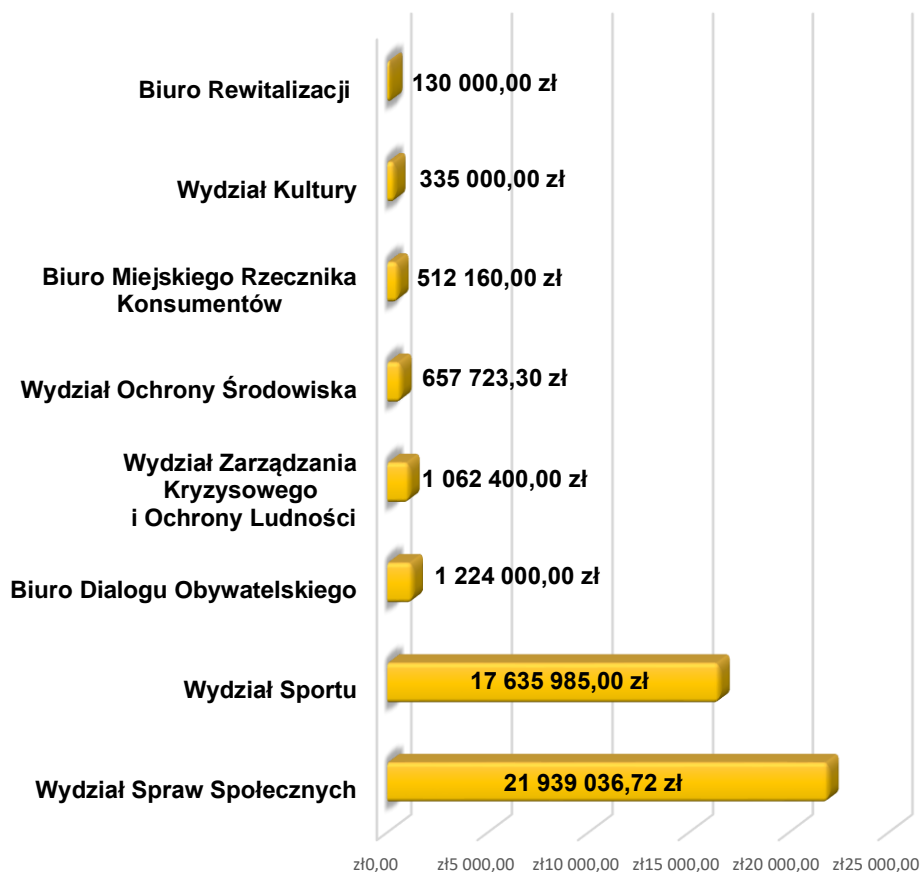 Biuro Rewitalizacji 130 000,00 zł
Wydział Kultury 335 000,00 zł
Biuro Miejskiego Rzecznika
Konsumentów
512 160,00 zł
Wydział Ochrony Środowiska 657 723,30 zł
Wydział Zarządzania
Kryzysowego
i Ochrony Ludności
1 062 400,00 zł
Biuro Dialogu Obywatelskiego 1 224 000,00 zł
Wydział Sportu 17 635 985,00 zł
Wydział Spraw Społecznych 21 939 036,72 zł
zł0,00 zł5 000,00 zł10 000,00 zł15 000,00 zł20 000,00 zł25 000,00